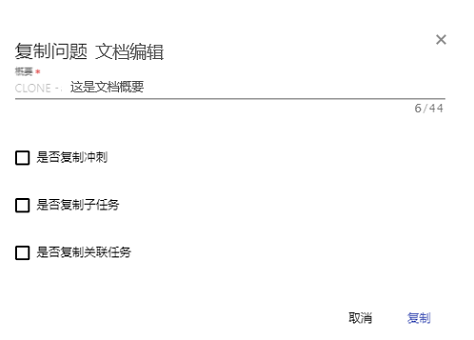 复制问题 文档编辑
概要 *
CLONE - 这是文档概要
6/44
是否复制冲刺
是否复制子任务
是否复制关联任务
取消 复制